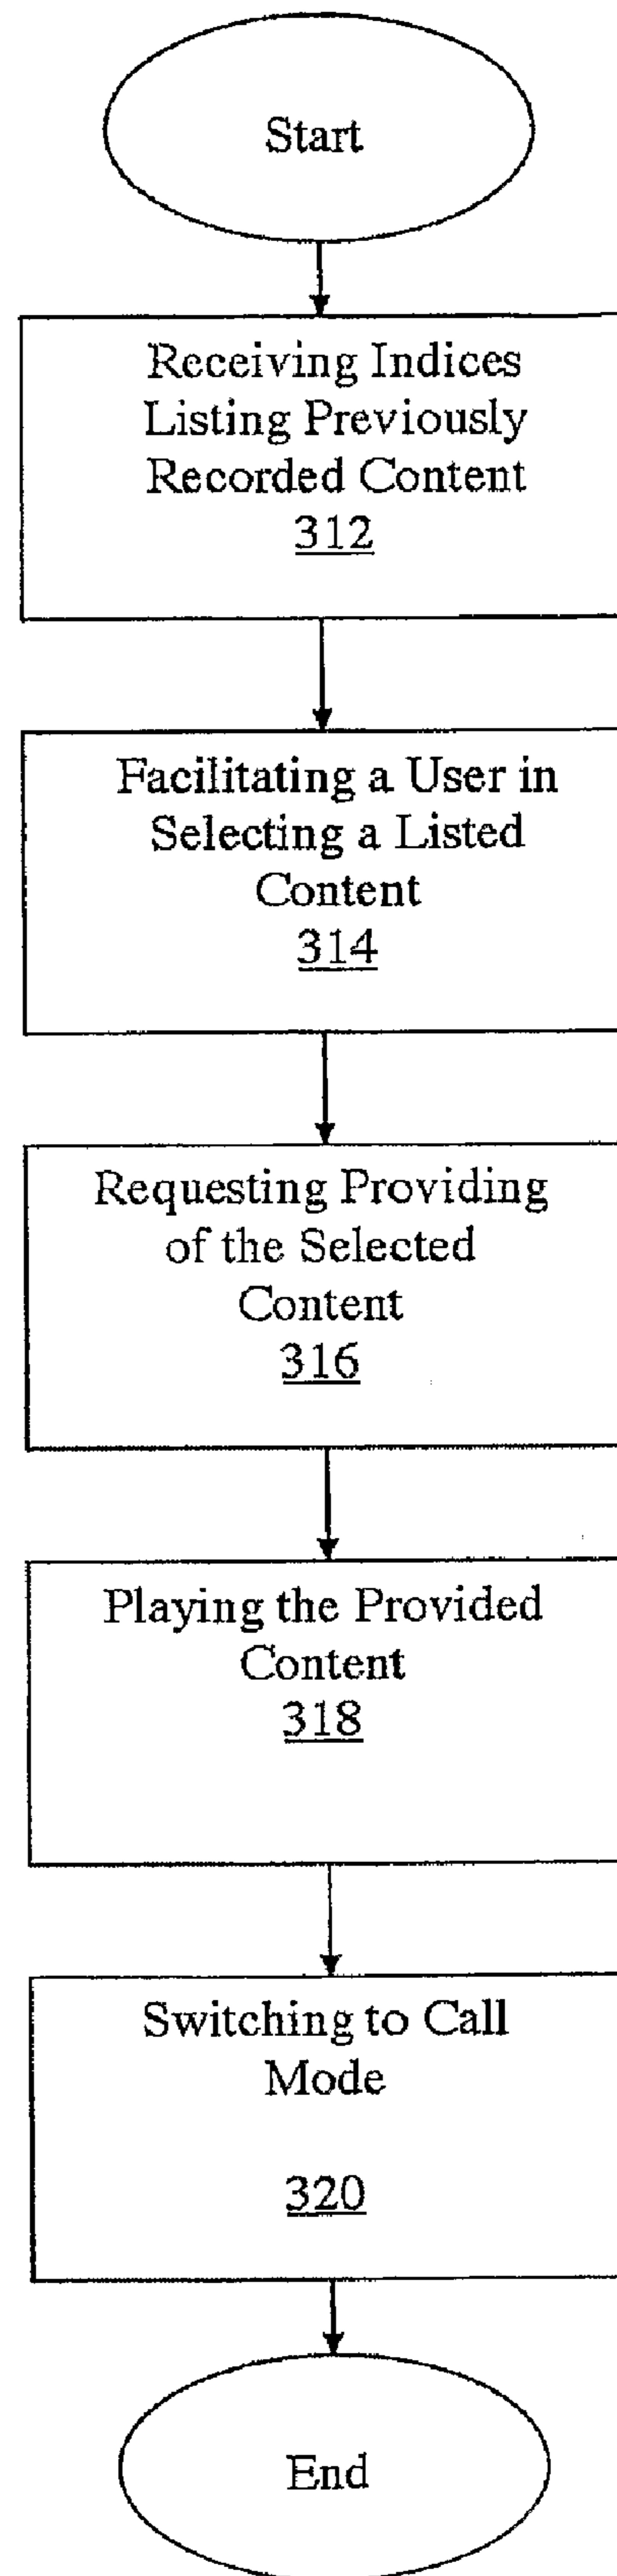 Start
Receiving Indices
Listing Previously
Recorded Content
312
Facilitating a User in
Selecting a Listed
Content
314
Requesting Providing
of the Selected
Content
316
Playing the Provided
Content
318
Switching to Call
Mode
320
End